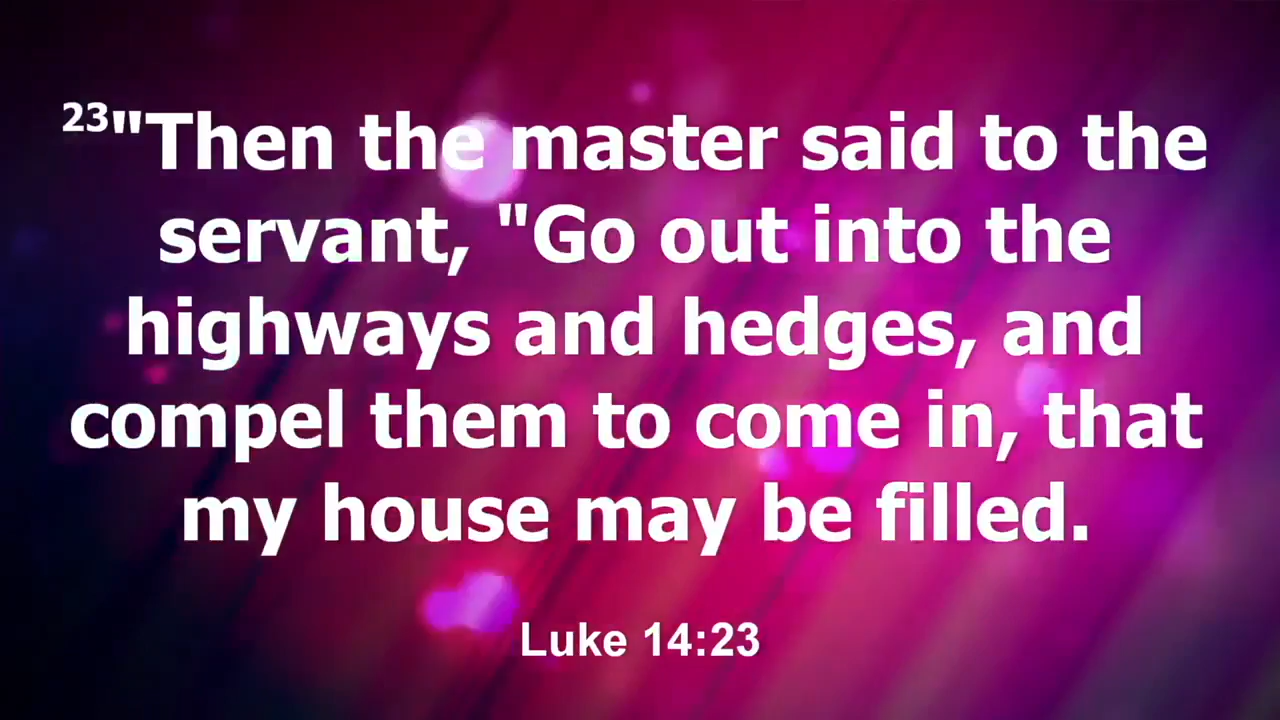 23"Then the master said to the
servant, "Go out into the
highways and hedges, and
compel them to come in, that
my house may be filled.
Luke 14:23